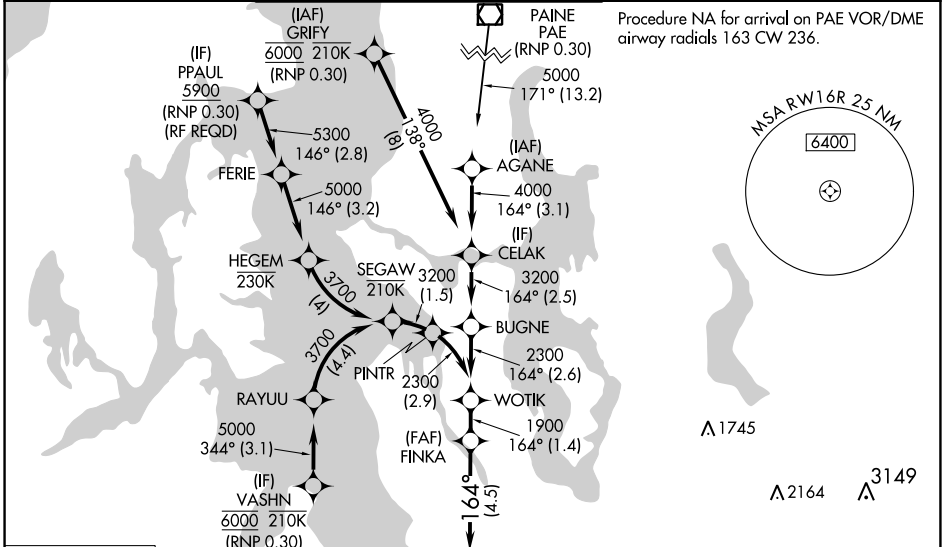 (IAF)
GRIFY
6000 210K
(RNP 0.30)
PAINE
PAE
(RNP 0.30)
Procedure NA for arrival on PAE VOR/DME
airway radials 163 CW 236.
(IF)
PPAUL
5900
(RNP 0.30)
(RF REQD)
5000
171° (13.2)
4000
138°
(8)
MSA RW16R 25 NM
6400
5300
146° (2.8)
FERIE
(IAF)
AGANE
5000
146° (3.2)
4000
164° (3.1)
(IF)
CELAK
HEGEM
230K
SEGAW
210K
3200
(1.5)
3200
164° (2.5)
3700
(4)
BUGNE
3700
(4.4)
PINTR
2300
(2.9)
2300
164° (2.6)
RAYUU
WOTIK
5000
344° (3.1)
1900
164° (1.4)
(FAF)
FINKA
1745
(IF)
VASHN
6000 210K
(RNP 0.30)
164°
(4.5)
2164
3149